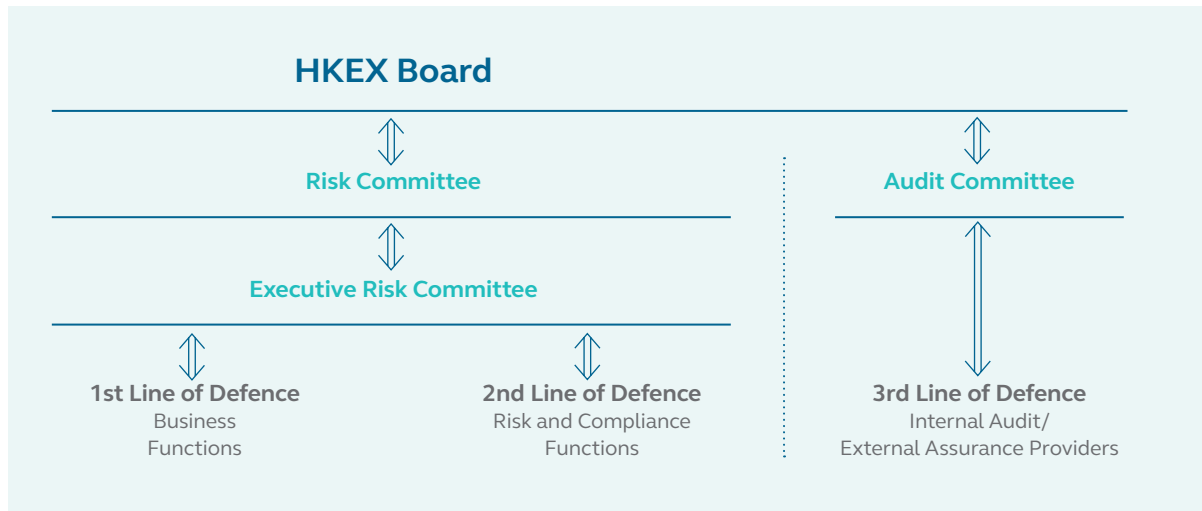 HKEX Board
Risk Committee
Audit Committee
Executive Risk Committee
1st Line of Defence
Business
Functions
2nd Line of Defence
Risk and Compliance
Functions
3rd Line of Defence
Internal Audit/
External Assurance Providers